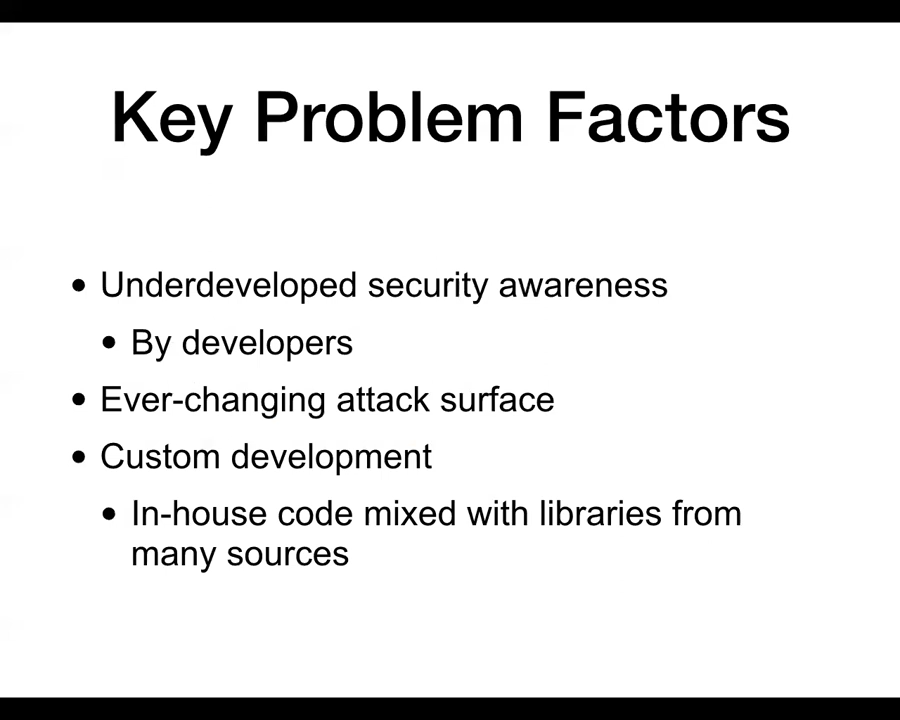 Key Problem Factors
• Underdeveloped security awareness
• By developers
• Ever-changing attack surface
• Custom development
• In-house code mixed with libraries from
many sources